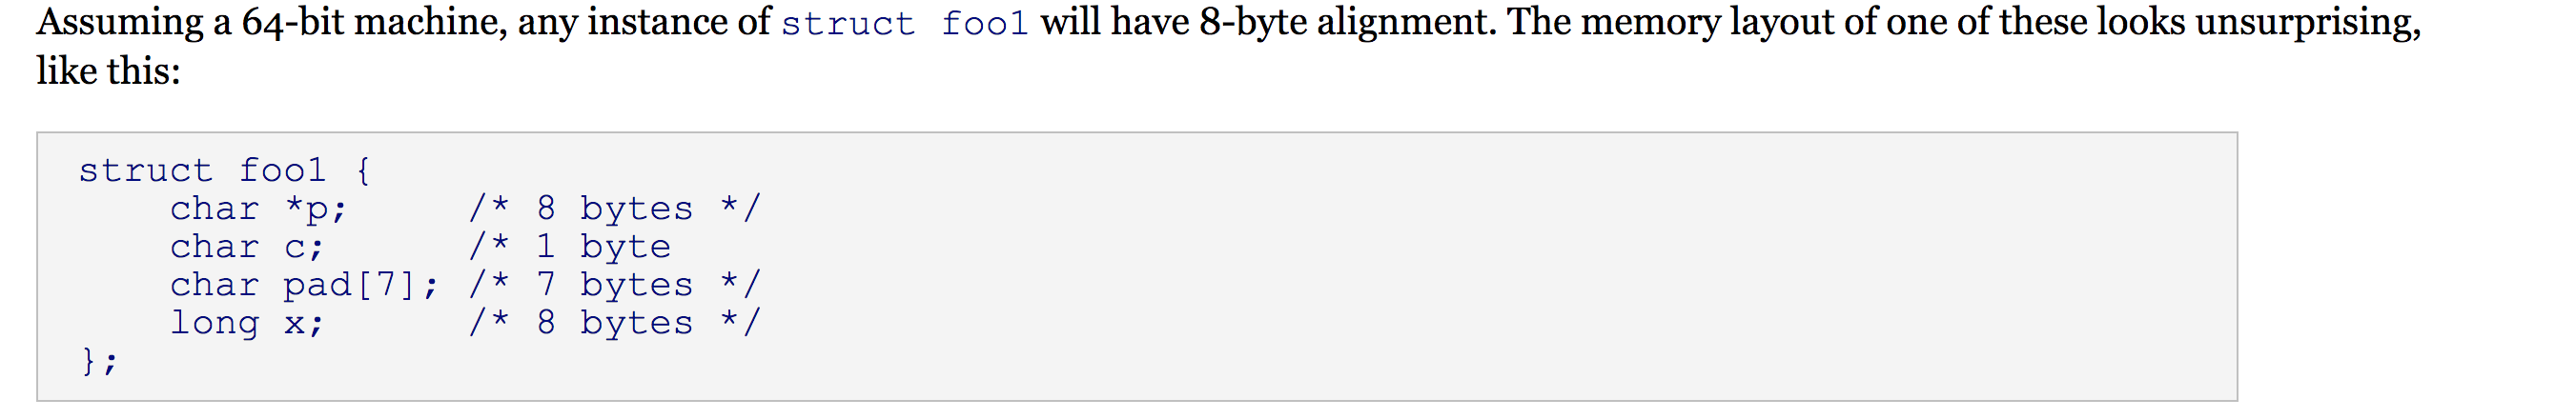 Assuming a 64-bit machine, any instance of struct foo1 will have 8-byte alignment. The memory layout of one of these looks unsurprising,
like this:
struct foo1 {
    char *p;      /* 8 bytes */
    char c;       /* 1 byte
    char pad[7]; /* 7 bytes */
    long x;       /* 8 bytes */
};